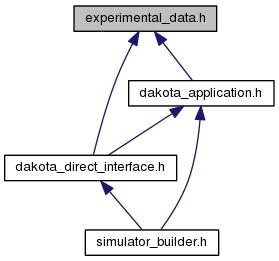 experimental_data.h
dakota_application.h
dakota_direct_interface.h
simulator_builder.h